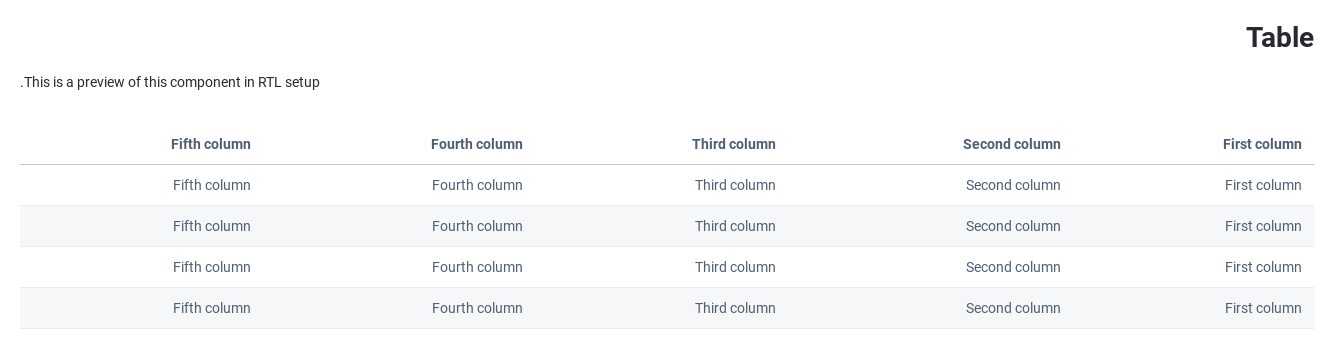 Table
.This is a preview of this component in RTL setup
First column Second column Third column Fourth column Fifth column
First column Second column Third column Fourth column Fifth column
First column Second column Third column Fourth column Fifth column
First column Second column Third column Fourth column Fifth column
First column Second column Third column Fourth column Fifth column